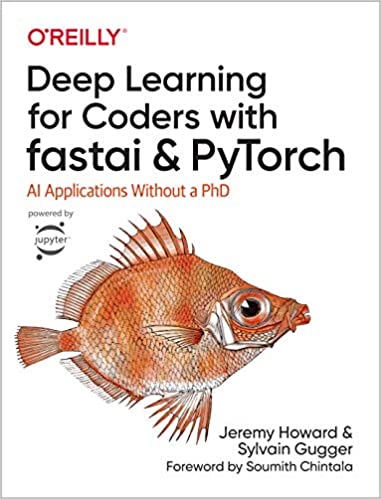 O'REILLY®
Deep Learning
for Coders with
fastai & PyTorch
AI Applications Without a PhD
powered by
jupyter
Jeremy Howard &
Sylvain Gugger
Foreword by Soumith Chintala